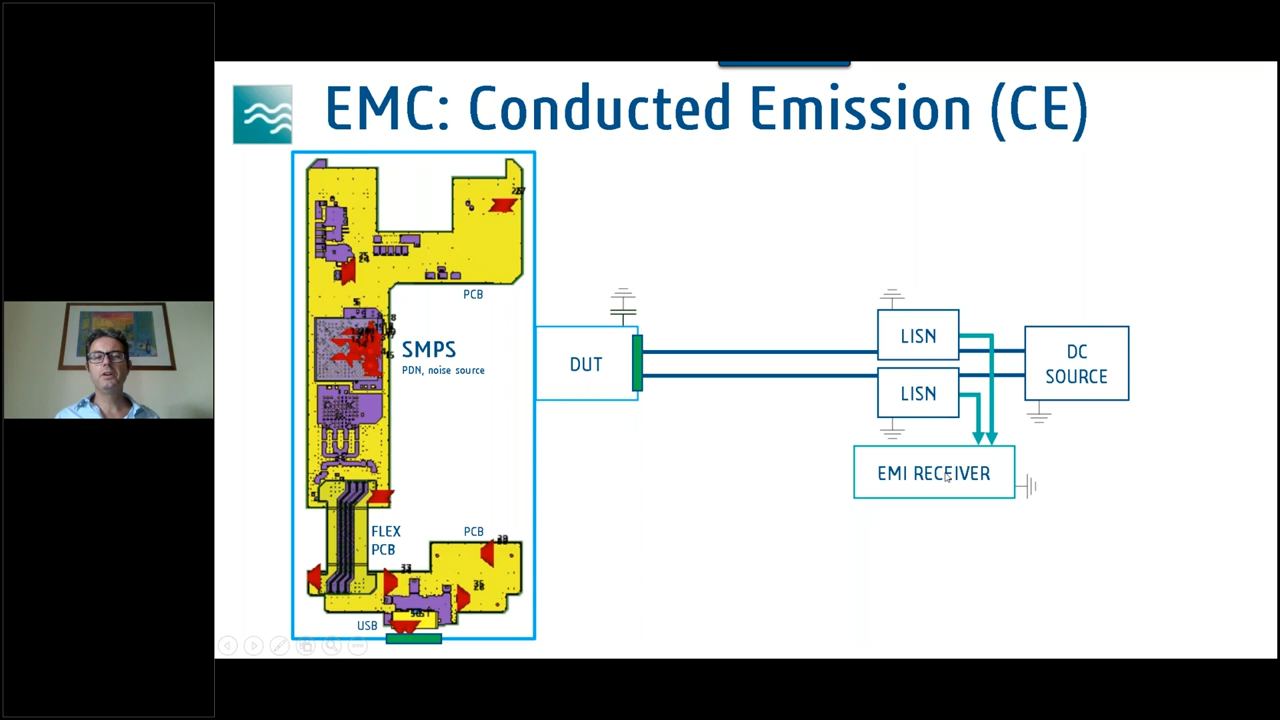 EMC: Conducted Emission (CE)
PCB
SMPS
PDN, noise source
FLEX
PCB
PCB
USB
DUT
LISN
LISN
DC
SOURCE
EMI RECEIVER